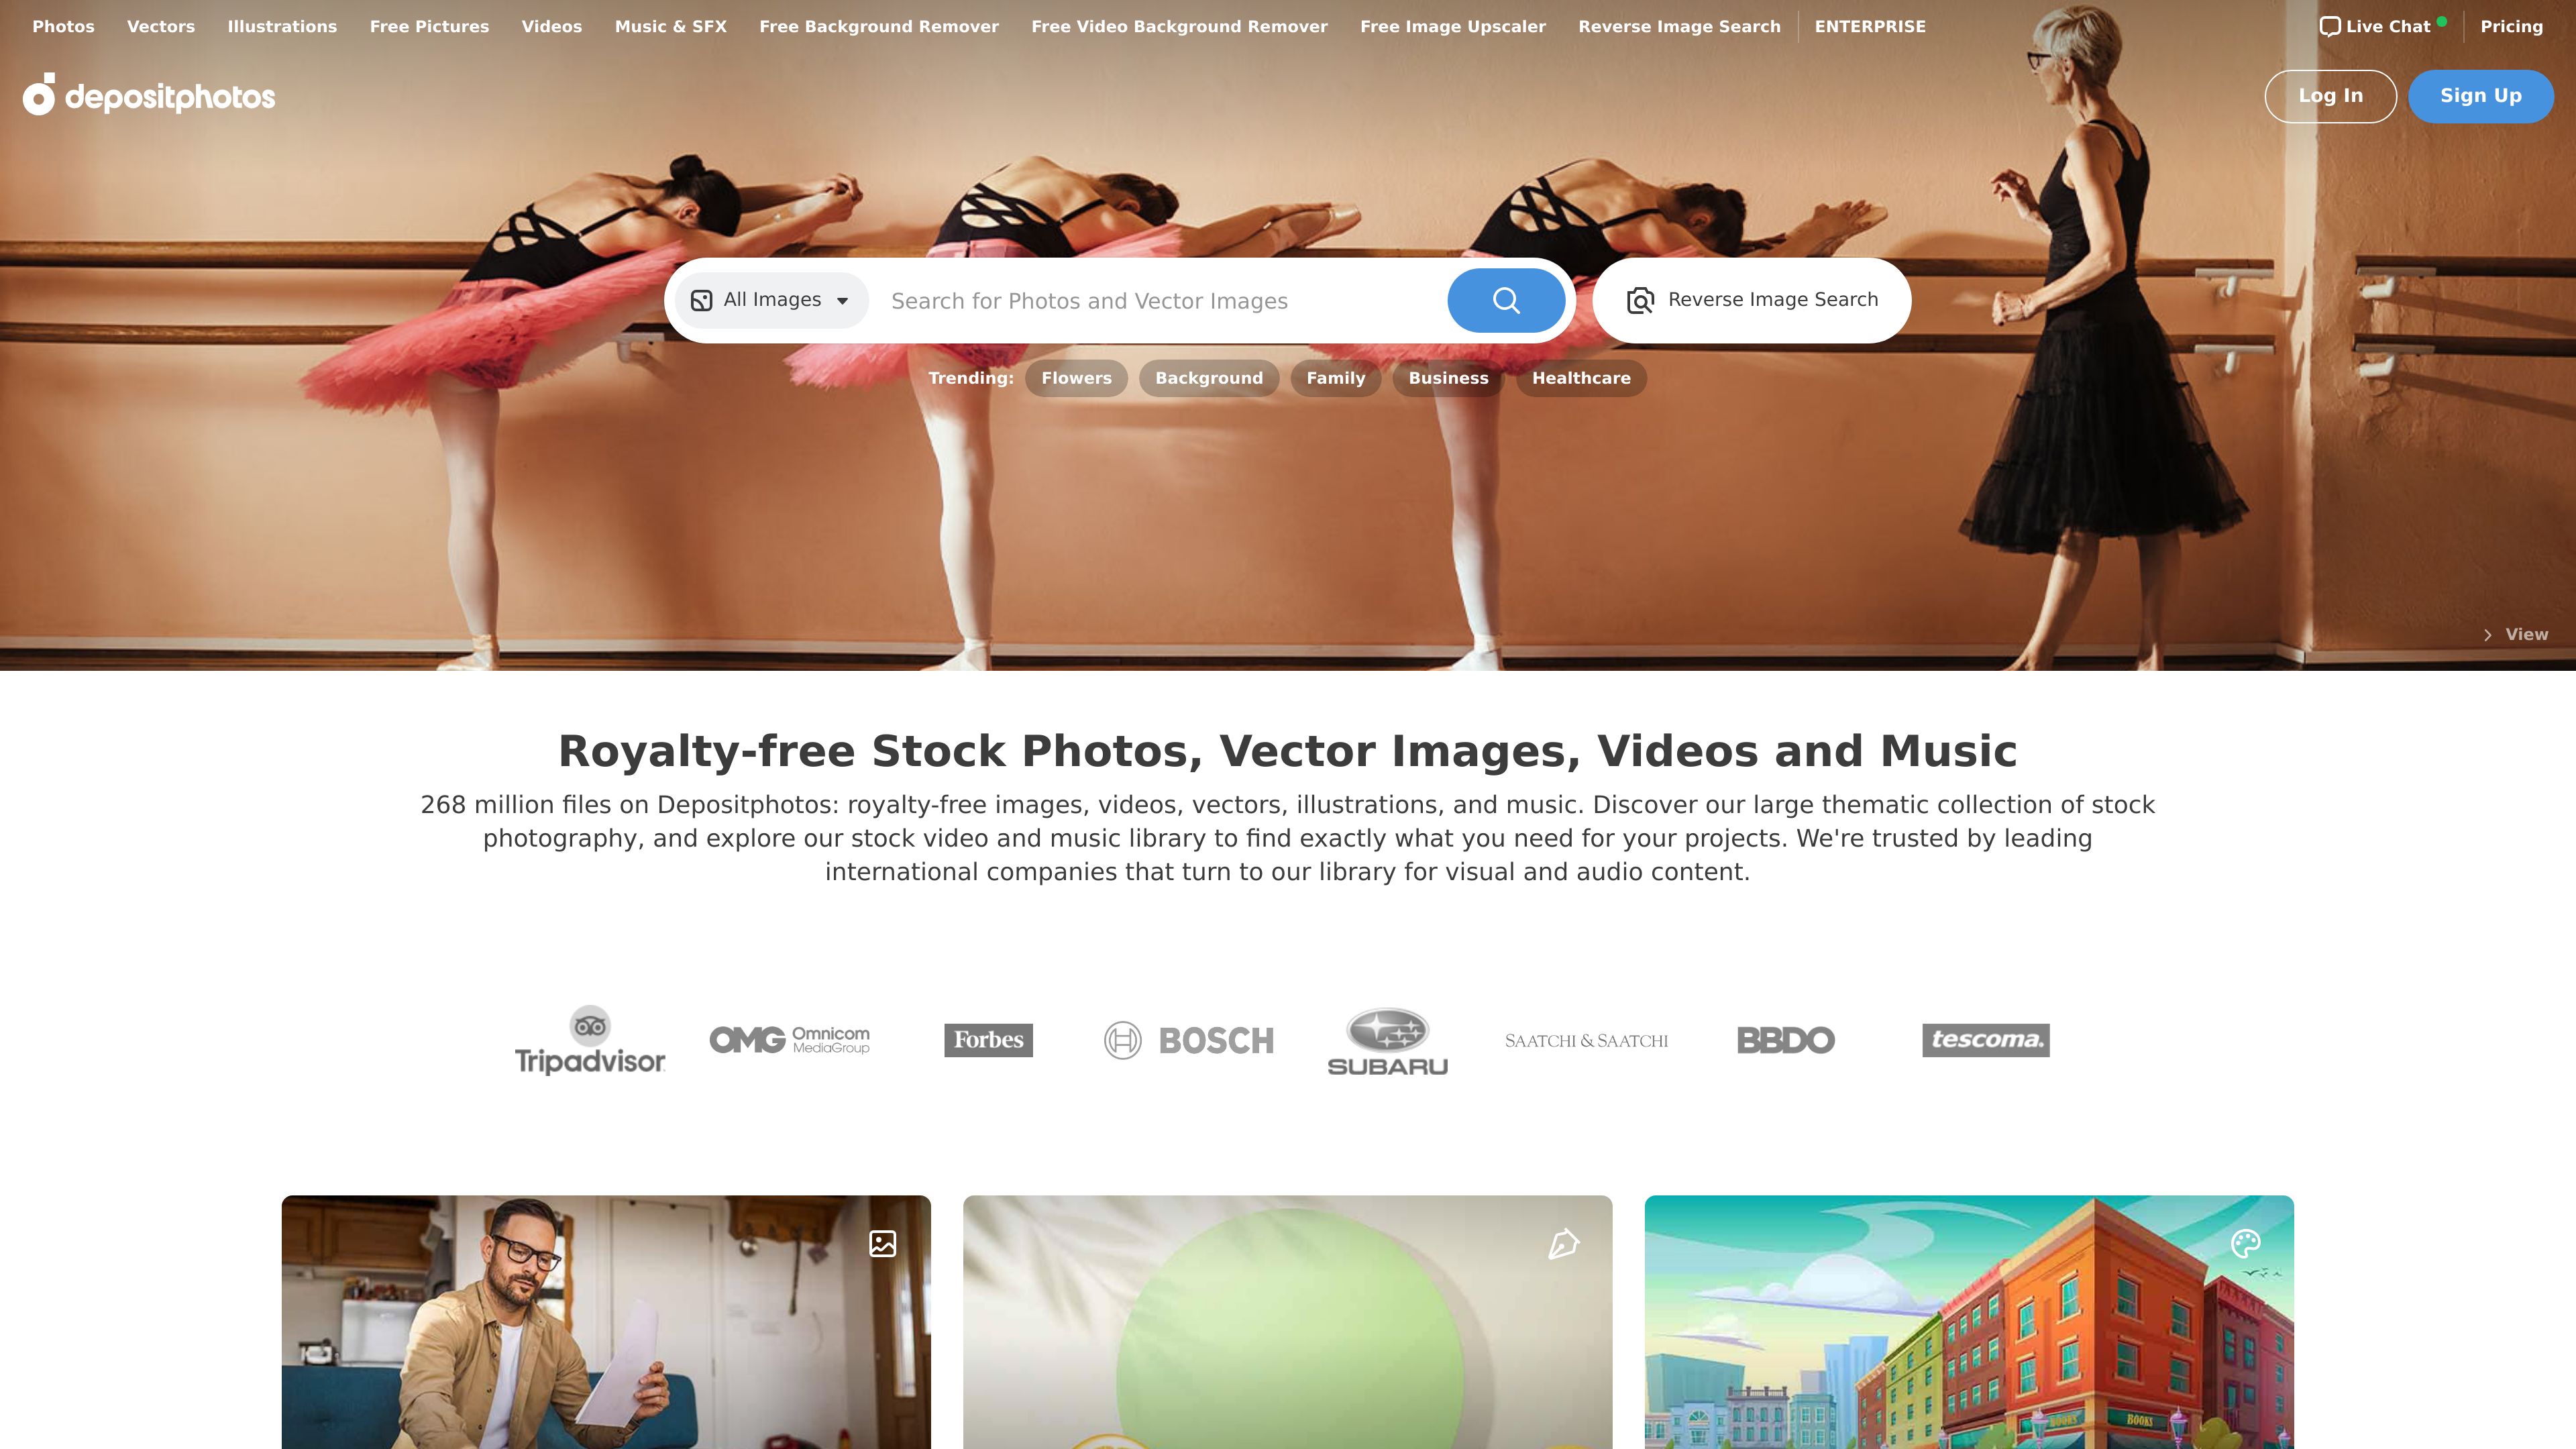 Photos Vectors Illustrations Free Pictures Videos Music & SFX Free Background Remover Free Video Background Remover Free Image Upscaler Reverse Image Search ENTERPRISE Live Chat Pricing
depositphotos Log In Sign Up
All Images Search for Photos and Vector Images Reverse Image Search
Trending: Flowers Background Family Business Healthcare
View
Royalty-free Stock Photos, Vector Images, Videos and Music
268 million files on Depositphotos: royalty-free images, videos, vectors, illustrations, and music. Discover our large thematic collection of stock
photography, and explore our stock video and music library to find exactly what you need for your projects. We're trusted by leading
international companies that turn to our library for visual and audio content.
Tripadvisor OMG Omnicom MediaGroup Forbes BOSCH SUBARU SAATCHI & SAATCHI BBDO tescoma.
BOOKS BOOKS